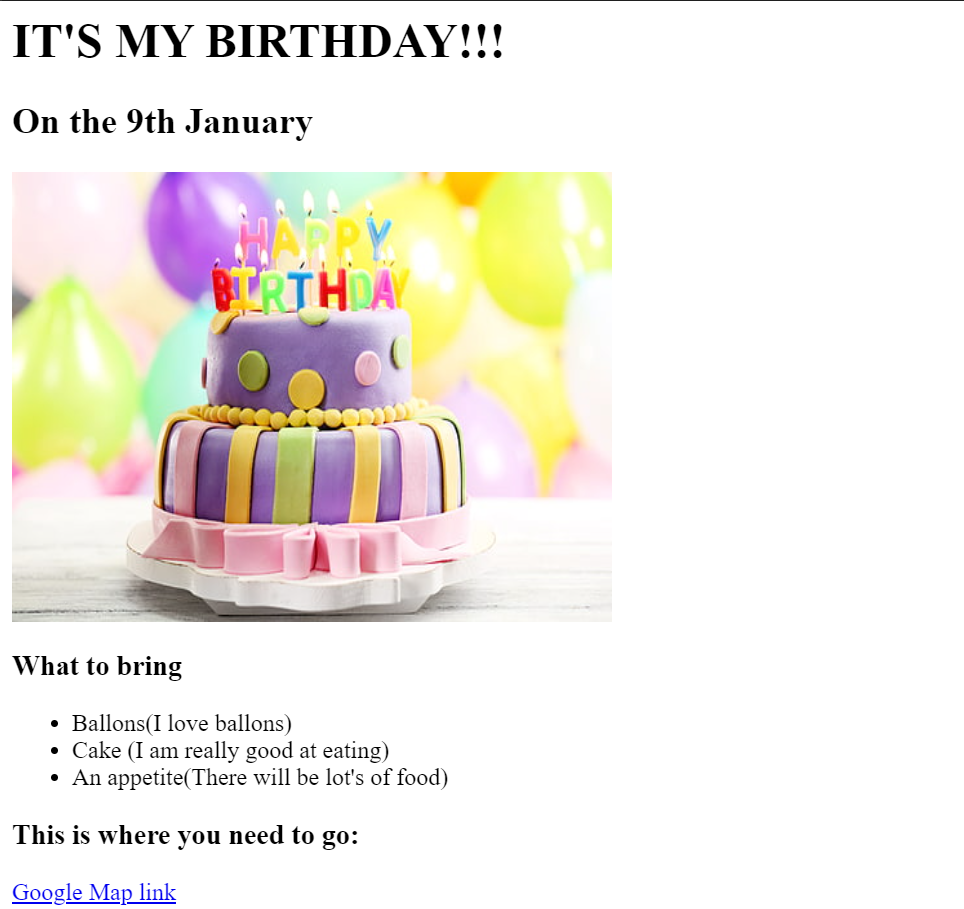 IT'S MY BIRTHDAY!!!
On the 9th January
HAPPY
BIRTHDAY
What to bring
Ballons(I love ballons)
Cake (I am really good at eating)
An appetite(There will be lot's of food)
This is where you need to go:
Google Map link